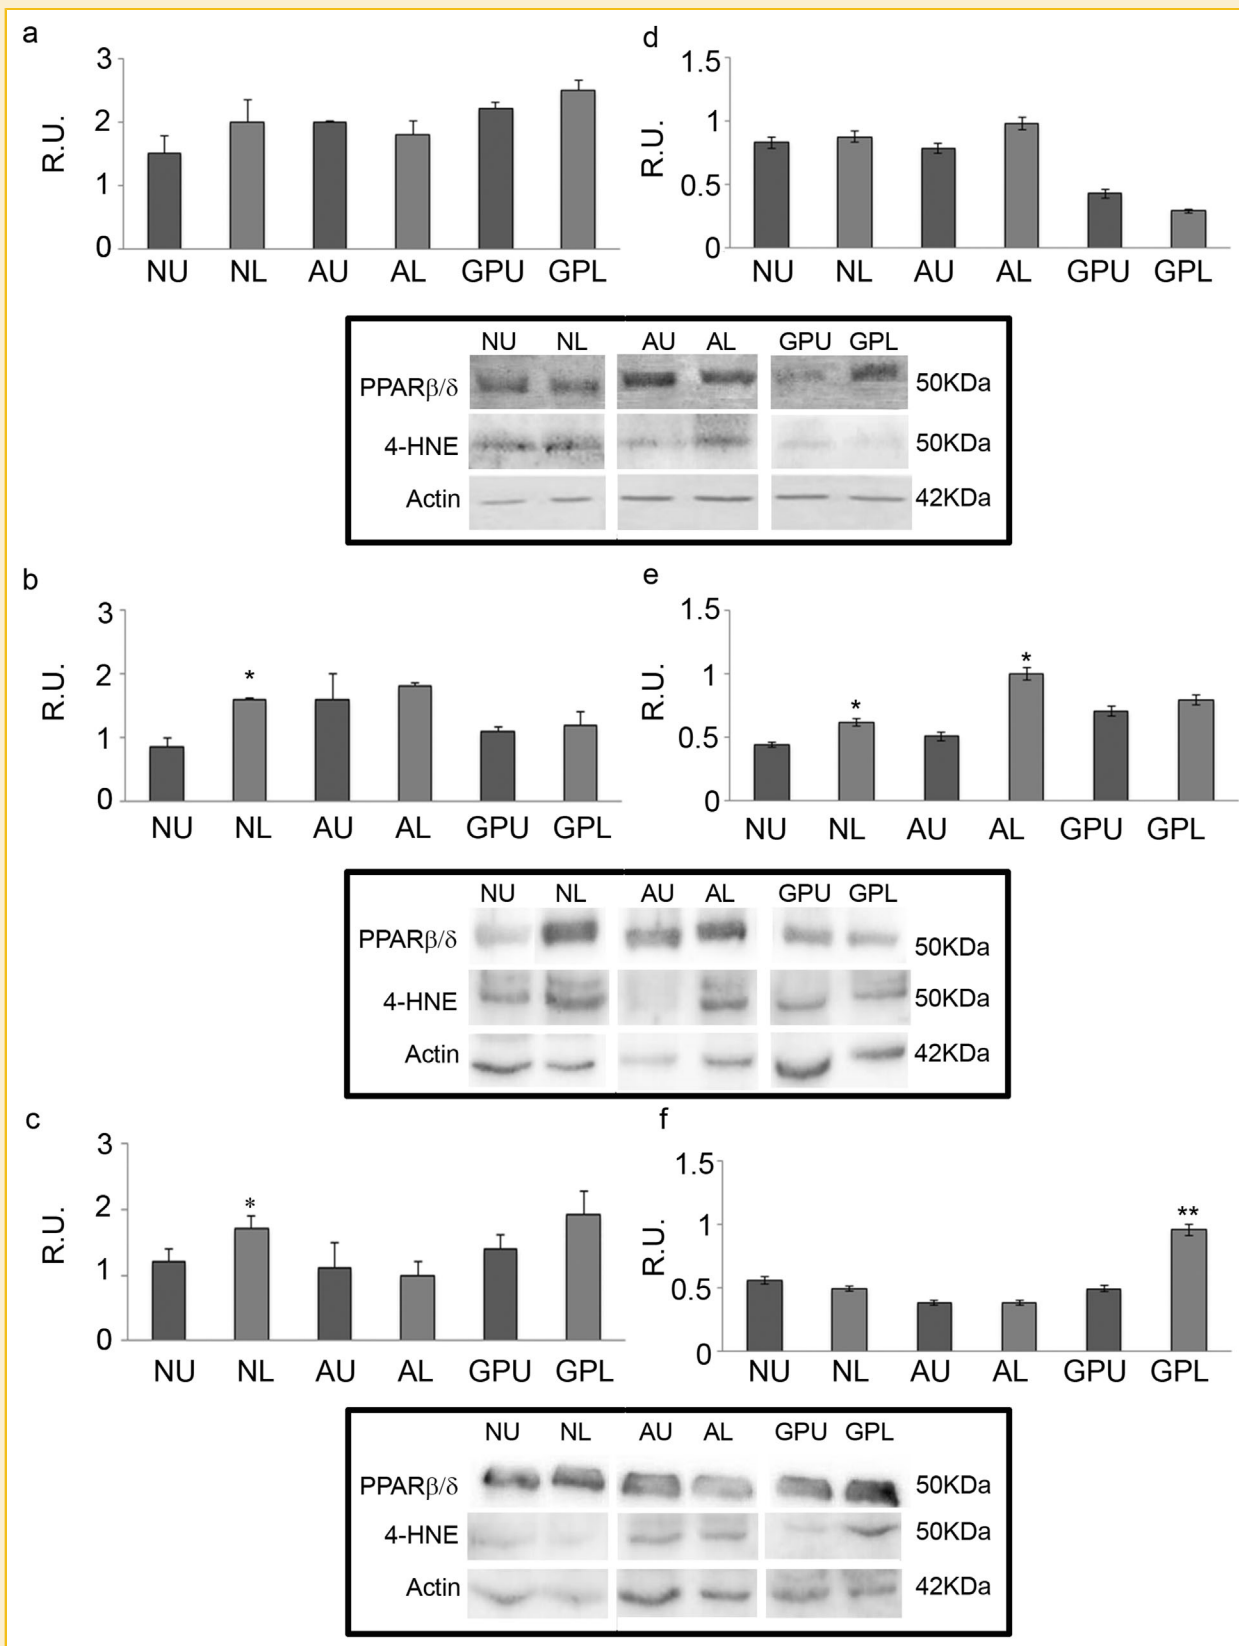 a
3
2
1
0
R.U.
NU NL AU AL GPU GPL
d
1.5
1
0.5
0
R.U.
NU NL AU AL GPU GPL
NU NL AU AL GPU GPL
PPARβ/δ 50KDa
4-HNE 50KDa
Actin 42KDa
b
3
2
1
0
R.U.
*
NU NL AU AL GPU GPL
e
1.5
1
0.5
0
R.U.
* *
NU NL AU AL GPU GPL
NU NL AU AL GPU GPL
PPARβ/δ 50KDa
4-HNE 50KDa
Actin 42KDa
c
3
2
1
0
R.U.
*
NU NL AU AL GPU GPL
f
1.5
1
0.5
0
R.U.
**
NU NL AU AL GPU GPL
NU NL AU AL GPU GPL
PPARβ/δ 50KDa
4-HNE 50KDa
Actin 42KDa